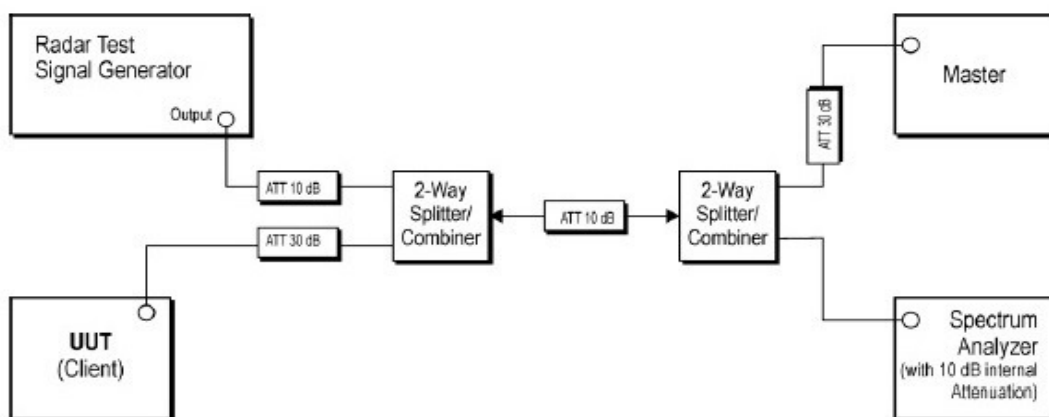 Radar Test
Signal Generator
Output
ATT 10 dB
ATT 30 dB
2-Way
Splitter/
Combiner
ATT 10 dB
2-Way
Splitter/
Combiner
ATT 30 dB
Master
UUT
(Client)
Spectrum
Analyzer
(with 10 dB internal
Attenuation)